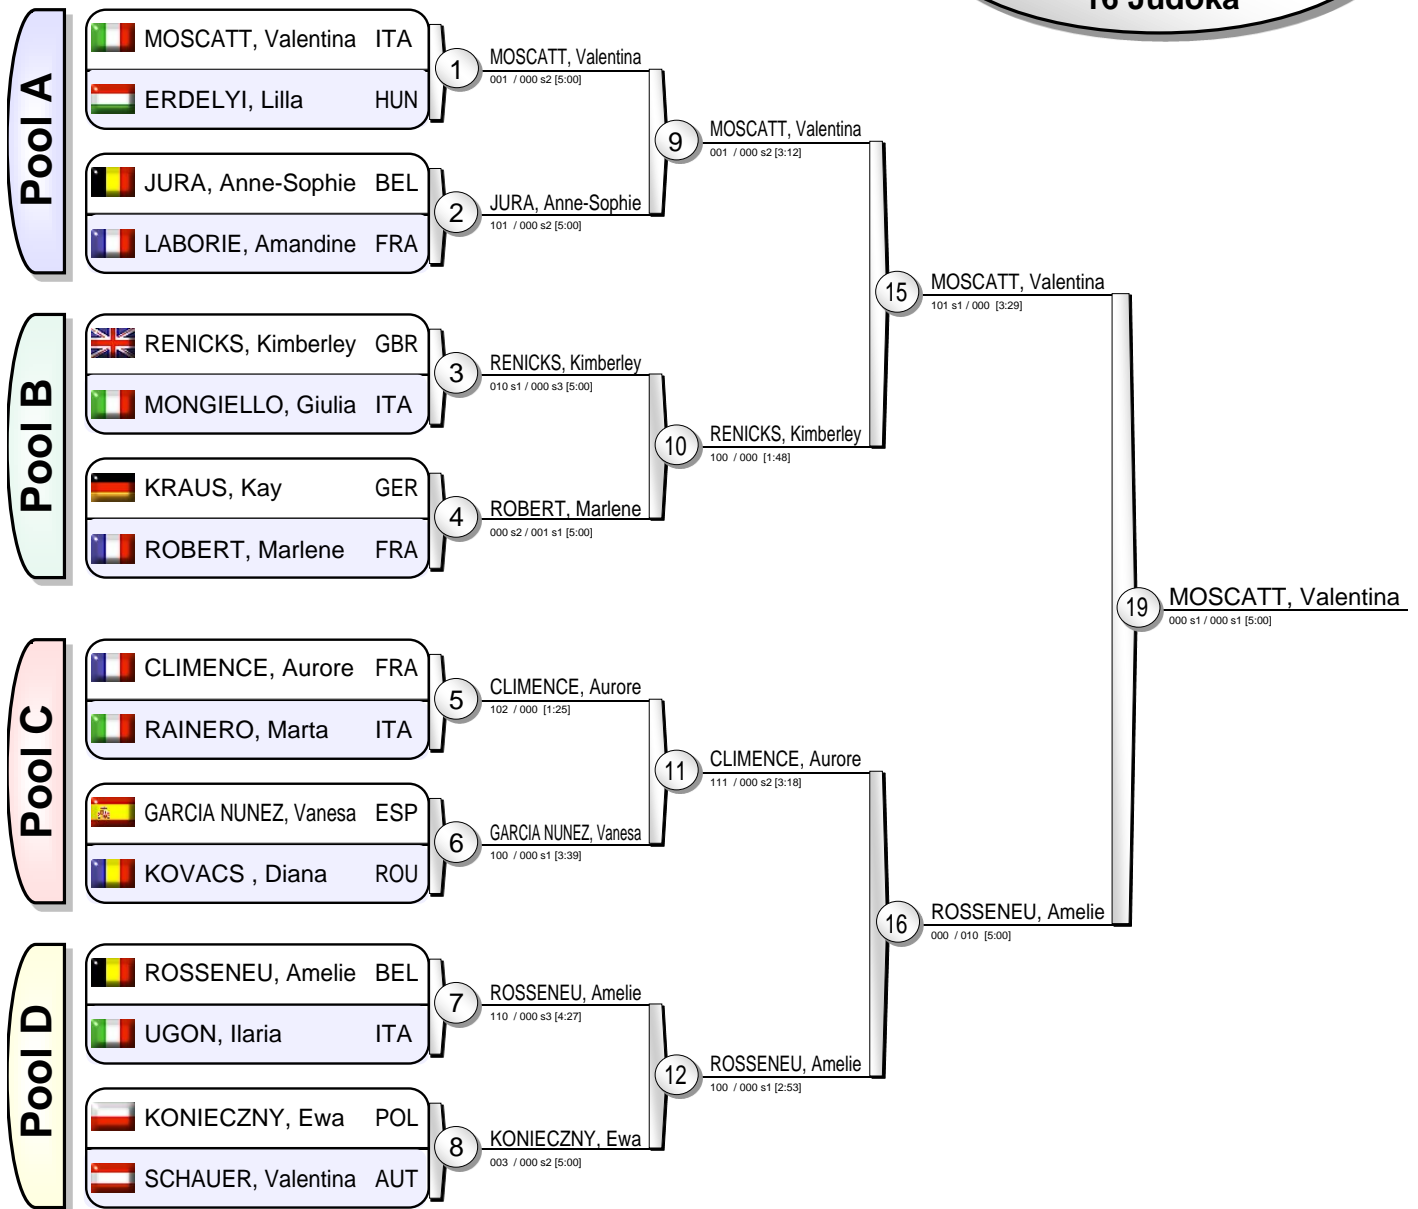 16 Judoka
Pool A
MOSCATT, Valentina ITA
ERDELYI, Lilla HUN
JURA, Anne-Sophie BEL
LABORIE, Amandine FRA
Pool B
RENICKS, Kimberley GBR
MONGIELLO, Giulia ITA
KRAUS, Kay GER
ROBERT, Marlene FRA
Pool C
CLIMENCE, Aurore FRA
RAINERO, Marta ITA
GARCIA NUNEZ, Vanesa ESP
KOVACS , Diana ROU
Pool D
ROSSENEU, Amelie BEL
UGON, Ilaria ITA
KONIECZNY, Ewa POL
SCHAUER, Valentina AUT
1
MOSCATT, Valentina
001 / 000 s2 [5:00]
2
JURA, Anne-Sophie
101 / 000 s2 [5:00]
3
RENICKS, Kimberley
010 s1 / 000 s3 [5:00]
4
ROBERT, Marlene
000 s2 / 001 s1 [5:00]
5
CLIMENCE, Aurore
102 / 000 [1:25]
6
GARCIA NUNEZ, Vanesa
100 / 000 s1 [3:39]
7
ROSSENEU, Amelie
110 / 000 s3 [4:27]
8
KONIECZNY, Ewa
003 / 000 s2 [5:00]
9
MOSCATT, Valentina
001 / 000 s2 [3:12]
10
RENICKS, Kimberley
100 / 000 [1:48]
11
CLIMENCE, Aurore
111 / 000 s2 [3:18]
12
ROSSENEU, Amelie
100 / 000 s1 [2:53]
15
MOSCATT, Valentina
101 s1 / 000 [3:29]
16
ROSSENEU, Amelie
000 / 010 [5:00]
19
MOSCATT, Valentina
000 s1 / 000 s1 [5:00]